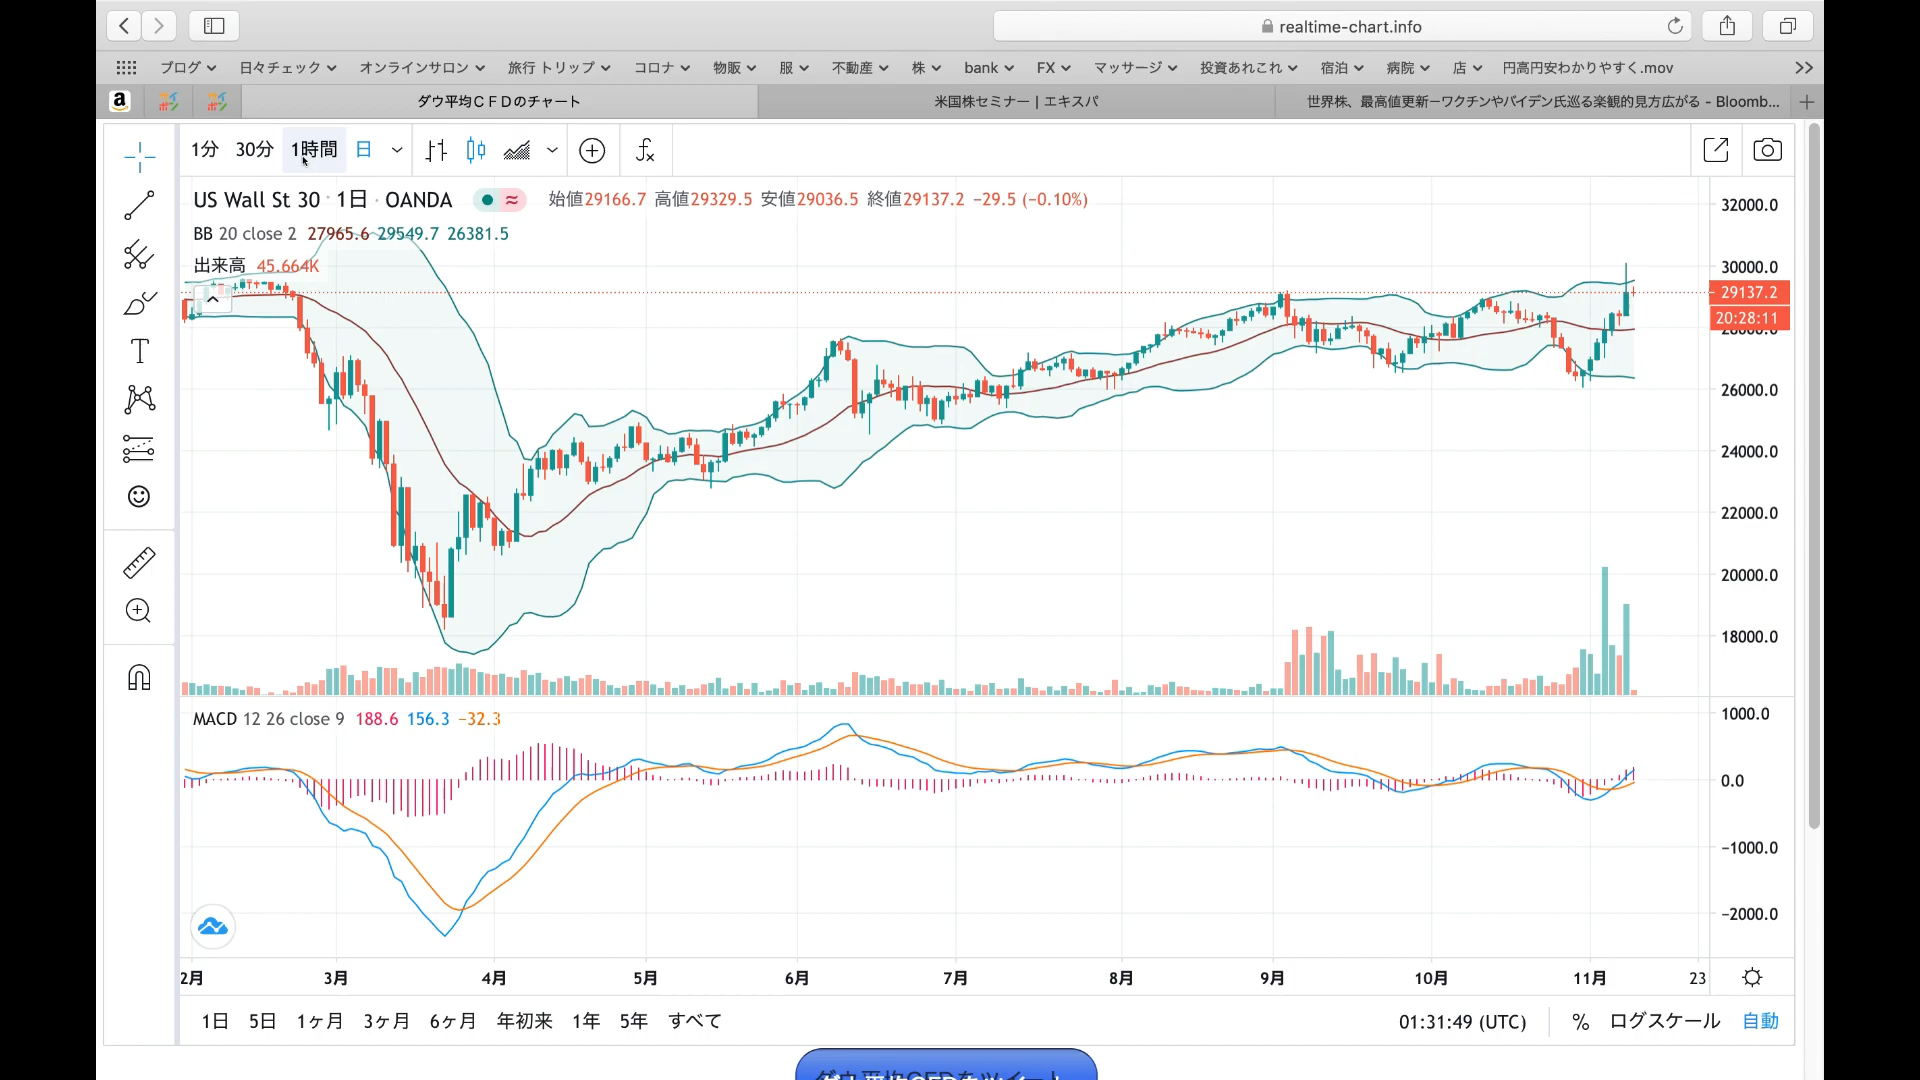 realtime-chart.info
ブログ 日々チェック オンラインサロン 旅行 トリップ コロナ 物販 服 不動産 株 bank FX マッサージ 投資あれこれ 宿泊 病院 店 円高円安わかりやすく.mov
a ダウ平均CFDのチャート 米国株セミナー | エキスパ 世界株、最高値更新ーワクチンやバイデン氏巡る楽観的見方広がる - Bloomb...
1分 30分 1時間 日
US Wall St 30 · 1日 · OANDA 始値29166.7 高値29329.5 安値29036.5 終値29137.2 −29.5 (−0.10%)
BB 20 close 2 27965.6 29549.7 26381.5
出来高 45.664K
32000.0
30000.0
29137.2
20:28:11
28000.0
26000.0
24000.0
22000.0
20000.0
18000.0
MACD 12 26 close 9 188.6 156.3 −32.3
1000.0
0.0
−1000.0
−2000.0
2月 3月 4月 5月 6月 7月 8月 9月 10月 11月 23
1日 5日 1ヶ月 3ヶ月 6ヶ月 年初来 1年 5年 すべて 01:31:49 (UTC) % ログスケール 自動
ダウ平均CFDをツイート